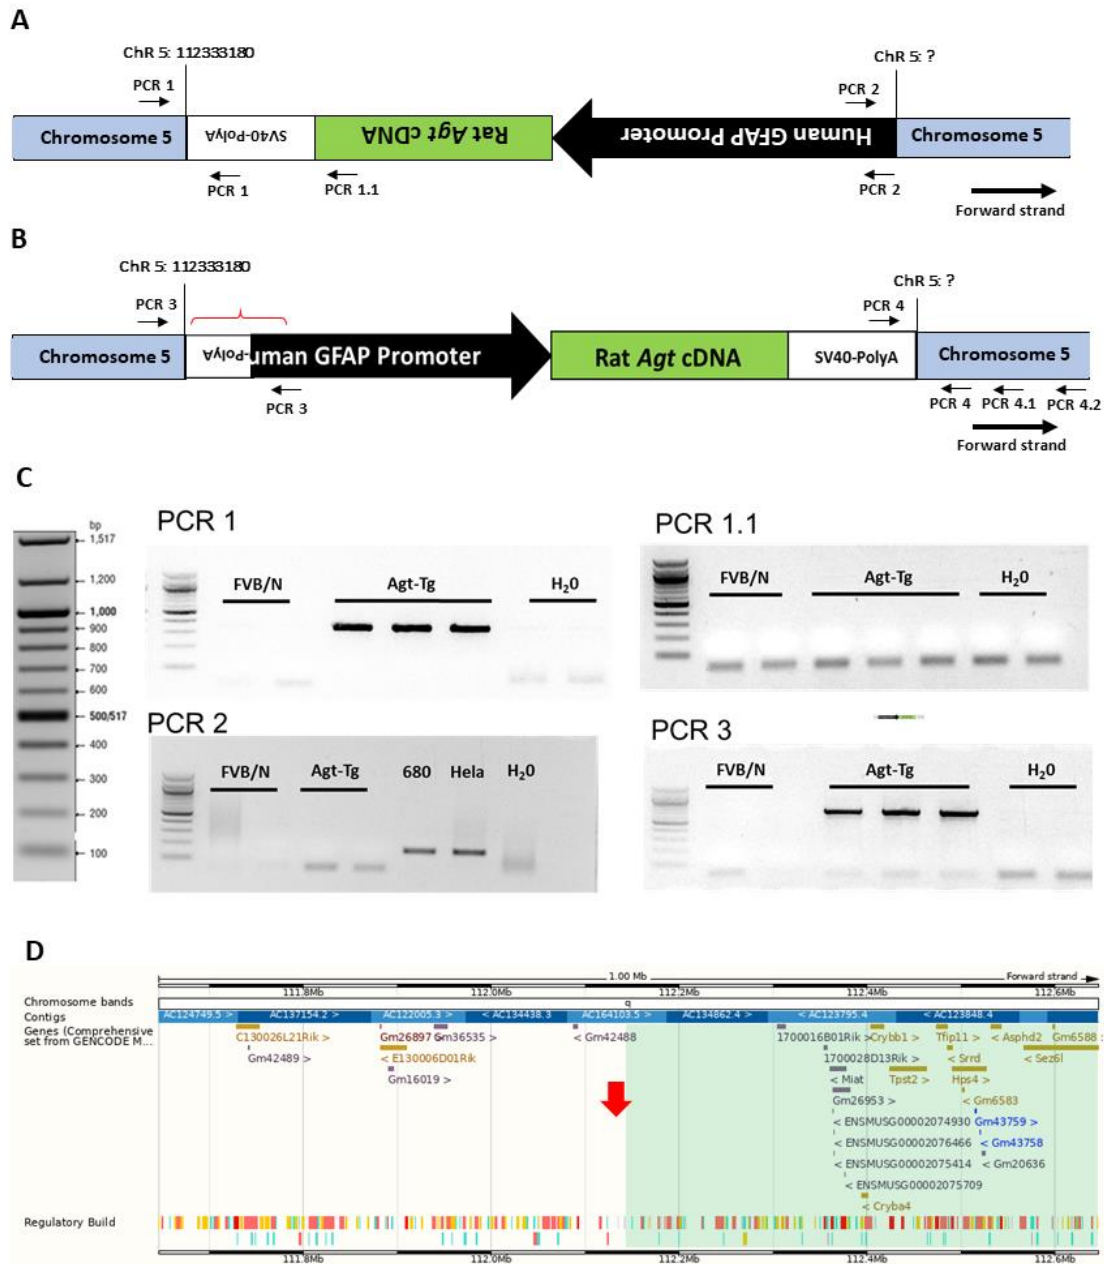 A
ChR 5: 112333180
ChR 5: ?
PCR 1
PCR 2
Chromosome 5
SV40-PolyA
Rat Agt cDNA
Human GFAP Promoter
Chromosome 5
PCR 1
PCR 1.1
PCR 2
Forward strand
B
ChR 5: 112333180
ChR 5: ?
PCR 3
PCR 4
Chromosome 5
PolyA-uman GFAP Promoter
Rat Agt cDNA
SV40-PolyA
Chromosome 5
PCR 3
PCR 4
PCR 4.1
PCR 4.2
Forward strand
C
bp
1,517
1,200
1,000
900
800
700
600
500/517
400
300
200
100
PCR 1
FVB/N
Agt-Tg
H20
PCR 1.1
FVB/N
Agt-Tg
H20
PCR 2
FVB/N
Agt-Tg
680
Hela
H20
PCR 3
FVB/N
Agt-Tg
H20
D
1.00 Mb
Forward strand
111.8Mb
112.0Mb
112.2Mb
112.4Mb
112.6Mb
Chromosome bands
q
Contigs
AC124749.5 >
AC137154.2 >
AC122005.3 >
< AC134438.3
AC164103.5 >
AC134862.4 >
AC123795.4
AC123848.4
Genes (Comprehensive
set from GENCODE M...
C130026L21Rik >
Gm26897
Gm36535 >
< Gm42488
1700016B01Rik >
Crybb1 >
Tfip11 >
< Asphd2
Gm6588
Gm42489 >
< E130006D01Rik
1700028D13Rik >
< Srrd
< Sez6l
Gm16019 >
< Miat
Tpst2 >
Hps4 >
Gm26953 >
< Gm6583
< ENSMUSG00002074930
Gm43759 >
< ENSMUSG00002076466
< Gm43758
< ENSMUSG00002075414
< Gm20636
< ENSMUSG00002075709
< Cryba4
Regulatory Build
111.8Mb
112.0Mb
112.2Mb
112.4Mb
112.6Mb